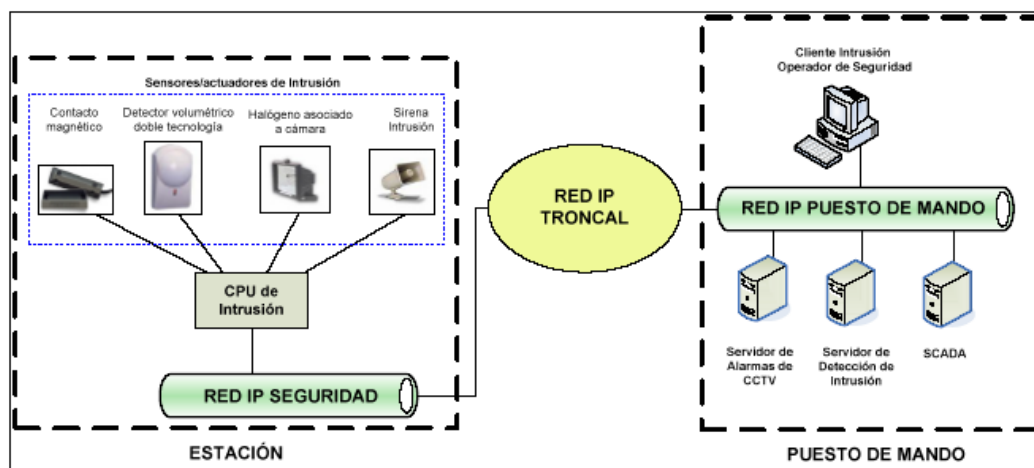 Sensores/actuadores de Intrusión
Contacto
magnético
Detector volumétrico
doble tecnología
Halógeno asociado
a cámara
Sirena
Intrusión
CPU de
Intrusión
RED IP SEGURIDAD
ESTACIÓN
RED IP
TRONCAL
Cliente Intrusión
Operador de Seguridad
RED IP PUESTO DE MANDO
Servidor de
Alarmas de
CCTV
Servidor de
Detección de
Intrusión
SCADA
PUESTO DE MANDO